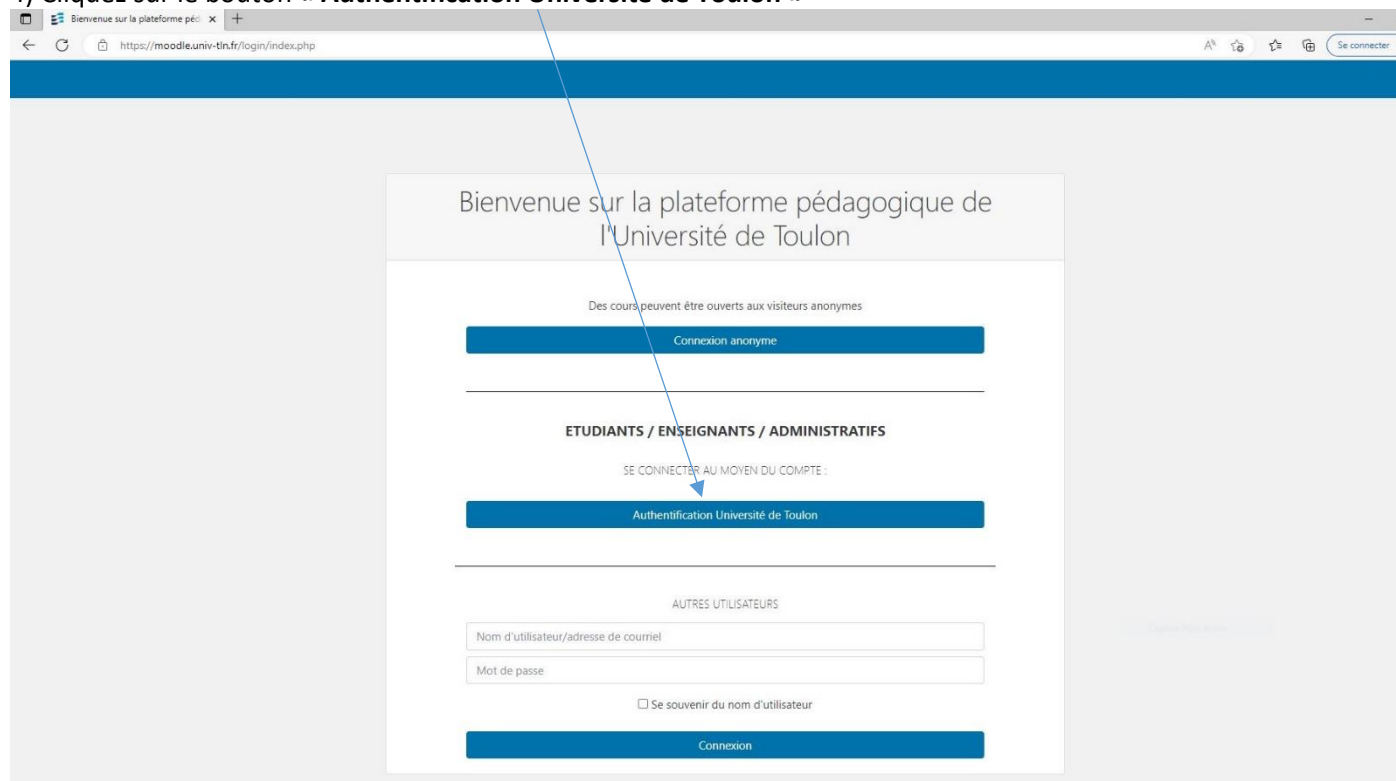 4) Cliquez sur le bouton « Authentification Université de Toulon »
Bienvenue sur la plateforme péd
https://moodle.univ-tln.fr/login/index.php
Se connecter
Bienvenue sur la plateforme pédagogique de
l'Université de Toulon
Des cours peuvent être ouverts aux visiteurs anonymes
Connexion anonyme
ETUDIANTS / ENSEIGNANTS / ADMINISTRATIFS
SE CONNECTER AU MOYEN DU COMPTE :
Authentification Université de Toulon
AUTRES UTILISATEURS
Nom d'utilisateur/adresse de courriel
Mot de passe
Se souvenir du nom d'utilisateur
Connexion